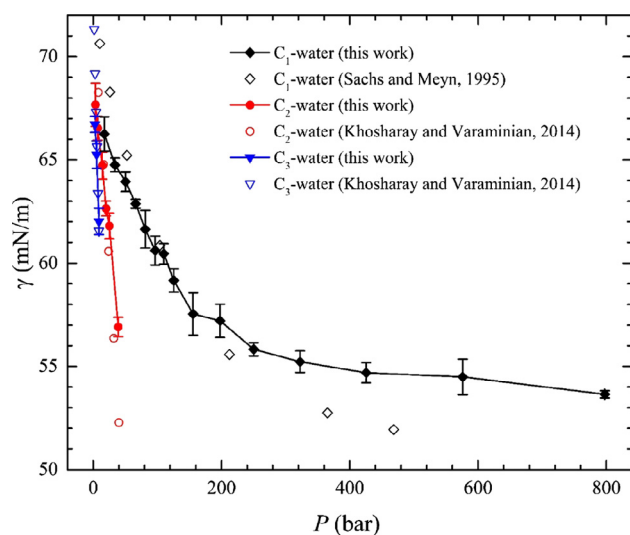 70
65
60
55
50
γ (mN/m)
C₁-water (this work)
C₁-water (Sachs and Meyn, 1995)
C₂-water (this work)
C₂-water (Khosharay and Varaminian, 2014)
C₃-water (this work)
C₃-water (Khosharay and Varaminian, 2014)
0 200 400 600 800
P (bar)